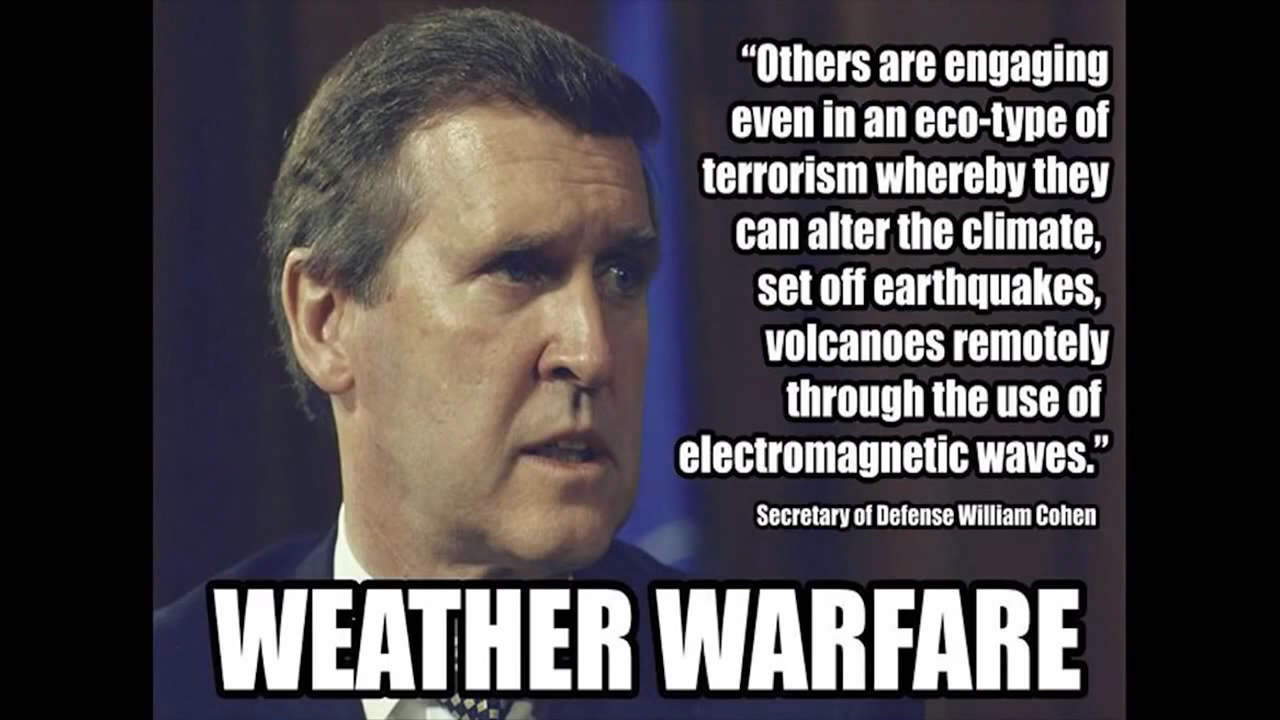 “Others are engaging
even in an eco-type of
terrorism whereby they
can alter the climate,
set off earthquakes,
volcanoes remotely
through the use of
electromagnetic waves.”
Secretary of Defense William Cohen
WEATHER WARFARE